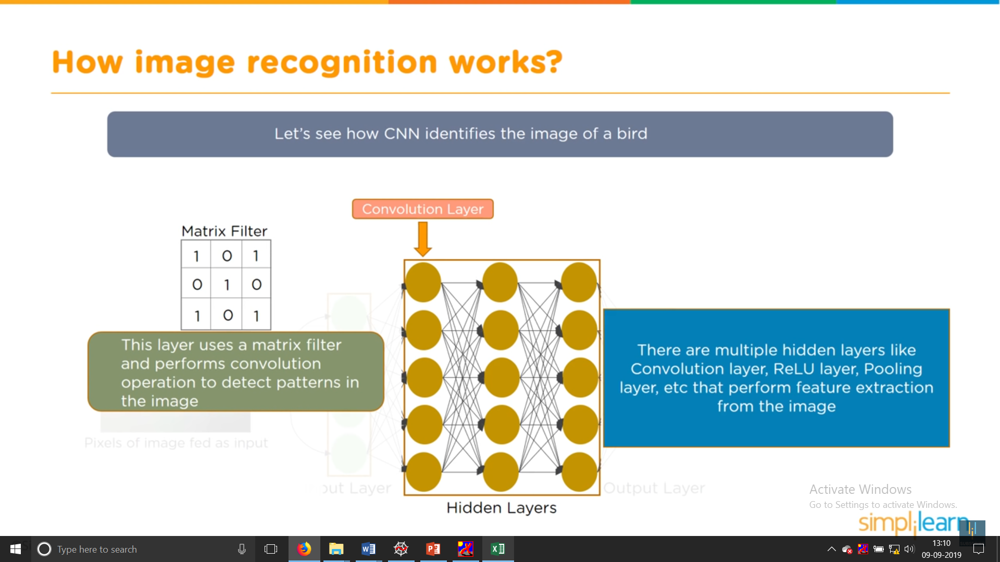 How image recognition works?
Let's see how CNN identifies the image of a bird
Convolution Layer
Matrix Filter
1 0 1
0 1 0
1 0 1
This layer uses a matrix filter
and performs convolution
operation to detect patterns in
the image
There are multiple hidden layers like
Convolution layer, ReLU layer, Pooling
layer, etc that perform feature extraction
from the image
Pixels of image fed as input
Layer
Output Layer
Hidden Layers
Activate Windows
Go to Settings to activate Windows.
simplilearn
Type here to search
13:10
09-09-2019